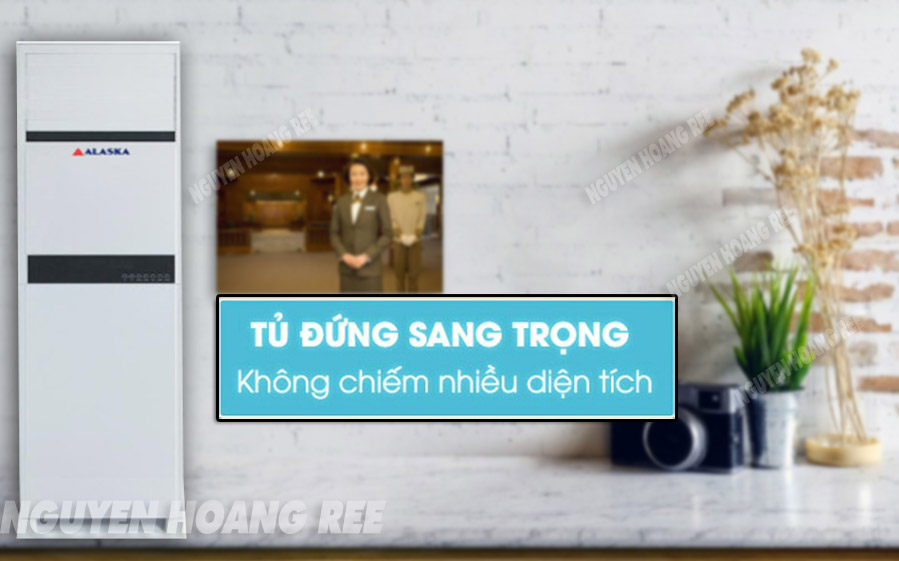 ALASKA
NGUYEN HOANG REE
NGUYEN HOANG REE
NGUYEN HOANG REE
TỦ ĐỨNG SANG TRỌNG
Không chiếm nhiều diện tích
NGUYEN HOANG REE
NGUYEN HOANG REE